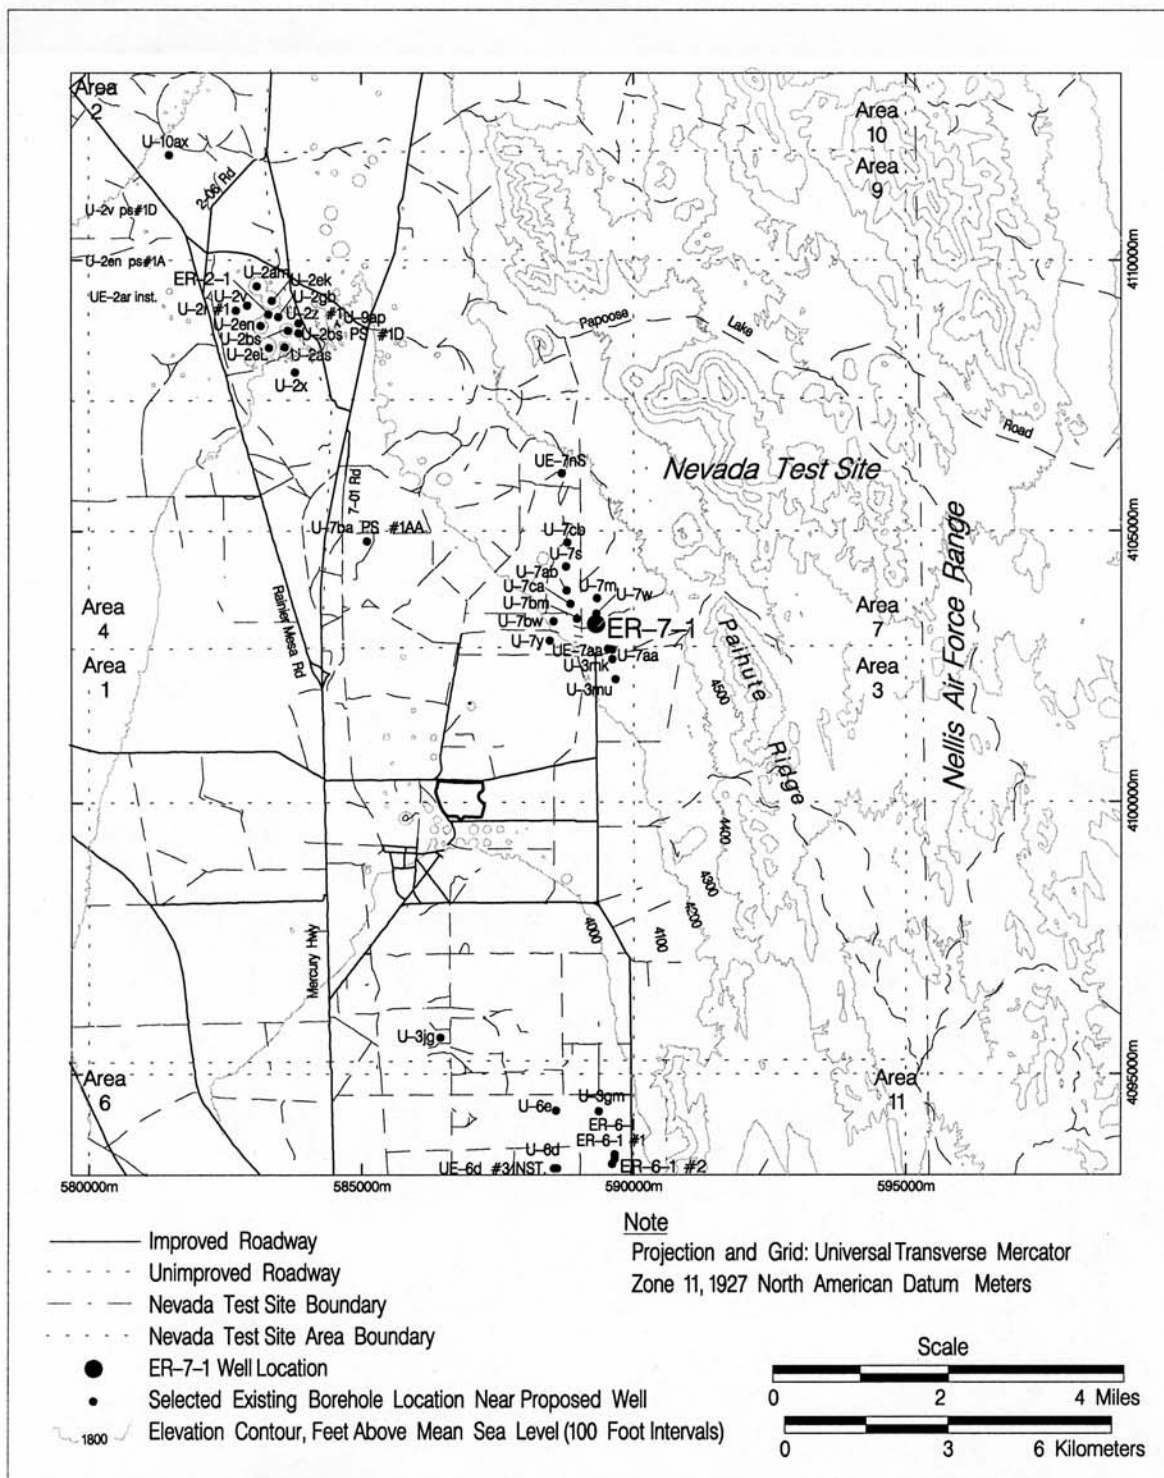 Area
2
Area
10
U-10ax
Area
9
2-06 Rd
U-2v ps#1D
U-2en ps#1A
4110000m
U-2am
ER-2-1
U-2ek
UE-2ar inst.
U-2v
U-2gb
U-2r #1
U-2z #1
U-9ap
U-2en
U-2bs PS #1D
U-2bs
U-2eL
U-2as
U-2x
Papoose
Lake
Road
UE-7nS
Nevada Test Site
7-01 Rd
U-7ba PS #1AA
U-7cb
4105000m
U-7s
U-7ab
U-7ca
U-7m
U-7w
U-7bm
U-7bw
ER-7-1
Area
4
Area
7
Rainier Mesa Rd
U-7y
UE-7aa
U-7aa
U-3mk
U-3mu
Area
1
Area
3
Paihute
Ridge
Nellis Air Force Range
4500
4400
4300
4200
4100
4000
4100000m
Mercury Hwy
U-3jg
Area
6
Area
11
4095000m
U-6e
U-3gm
ER-6-1
ER-6-1 #1
U-6d
UE-6d #3 INST.
ER-6-1 #2
580000m
585000m
590000m
595000m
Improved Roadway
Unimproved Roadway
Nevada Test Site Boundary
Nevada Test Site Area Boundary
ER-7-1 Well Location
Selected Existing Borehole Location Near Proposed Well
1800
Elevation Contour, Feet Above Mean Sea Level (100 Foot Intervals)
Note
Projection and Grid: Universal Transverse Mercator
Zone 11, 1927 North American Datum Meters
Scale
0 2 4 Miles
0 3 6 Kilometers